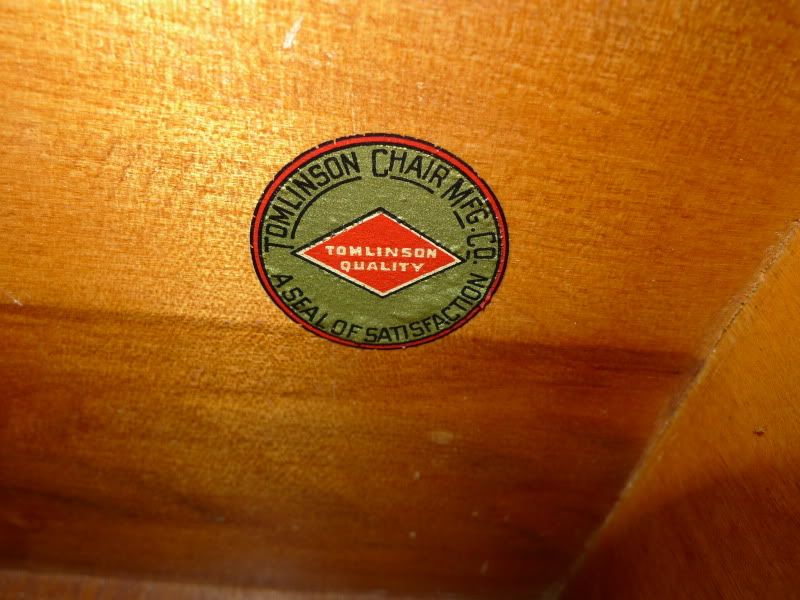 TOMLINSON CHAIR MFG. CO.
TOMLINSON
QUALITY
A SEAL OF SATISFACTION